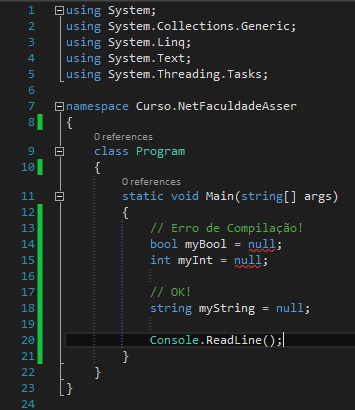 1 using System;
2 using System.Collections.Generic;
3 using System.Linq;
4 using System.Text;
5 using System.Threading.Tasks;
6
7 namespace Curso.NetFaculdadeAsser
8 {
0 references
9 class Program
10 {
0 references
11 static void Main(string[] args)
12 {
13 // Erro de Compilação!
14 bool myBool = null;
15 int myInt = null;
16
17 // OK!
18 string myString = null;
19
20 Console.ReadLine();
21 }
22 }
23 }
24